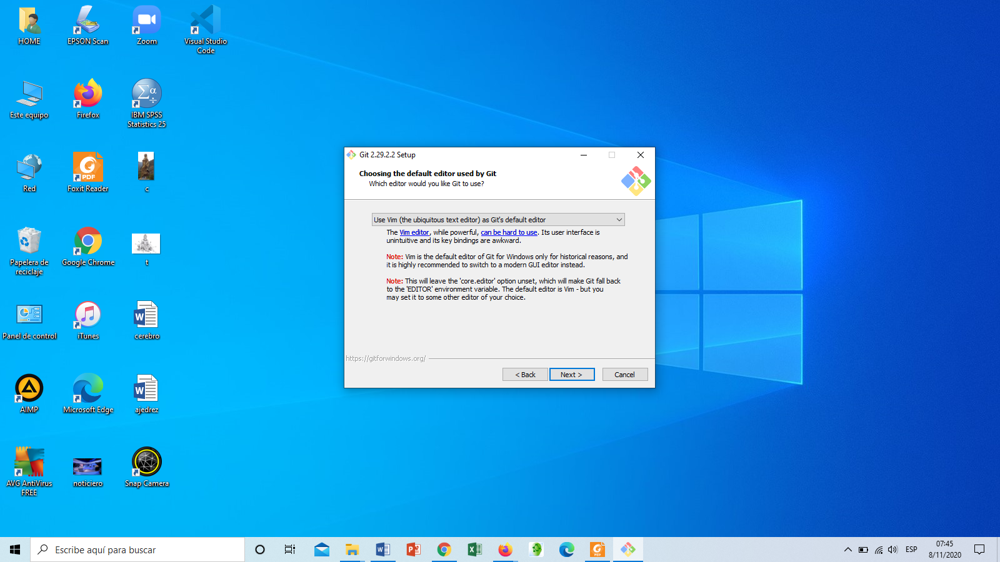 HOME
EPSON Scan
Zoom
Visual Studio
Code
Este equipo
Firefox
IBM SPSS
Statistics 25
Σα
÷
Red
Foxit Reader
PDF
c
Papelera de
reciclaje
Google Chrome
t
Panel de control
iTunes
cerebro
W
AIMP
Microsoft Edge
ajedrez
W
AVG AntiVirus
FREE
noticiero
Snap Camera
Git 2.29.2.2 Setup
Choosing the default editor used by Git
Which editor would you like Git to use?
Use Vim (the ubiquitous text editor) as Git's default editor
The Vim editor, while powerful, can be hard to use. Its user interface is
unintuitive and its key bindings are awkward.
Note: Vim is the default editor of Git for Windows only for historical reasons, and
it is highly recommended to switch to a modern GUI editor instead.
Note: This will leave the 'core.editor' option unset, which will make Git fall back
to the 'EDITOR' environment variable. The default editor is Vim - but you
may set it to some other editor of your choice.
https://gitforwindows.org/
< Back
Next >
Cancel
Escribe aquí para buscar
W
P
X
PDF
ESP
07:45
8/11/2020